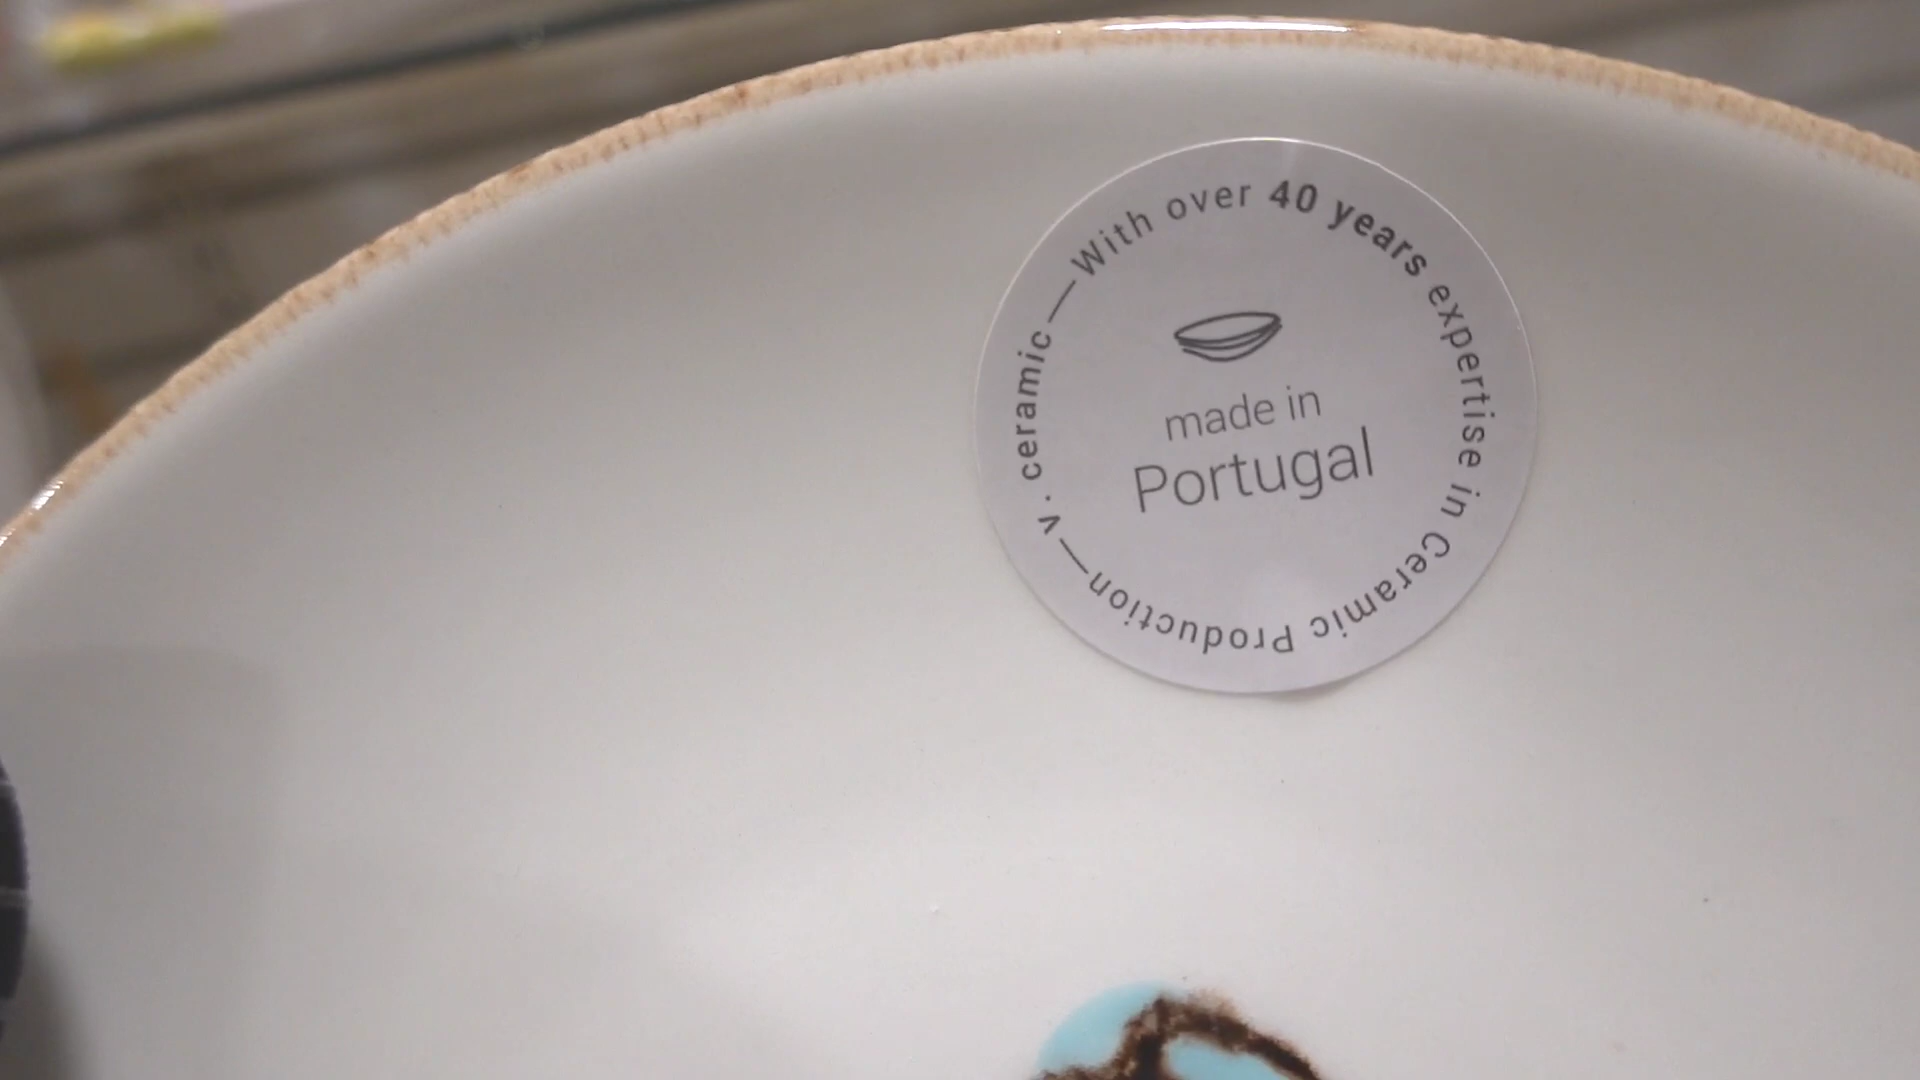 With over 40 years expertise in Ceramic Production — v . ceramic —
made in
Portugal